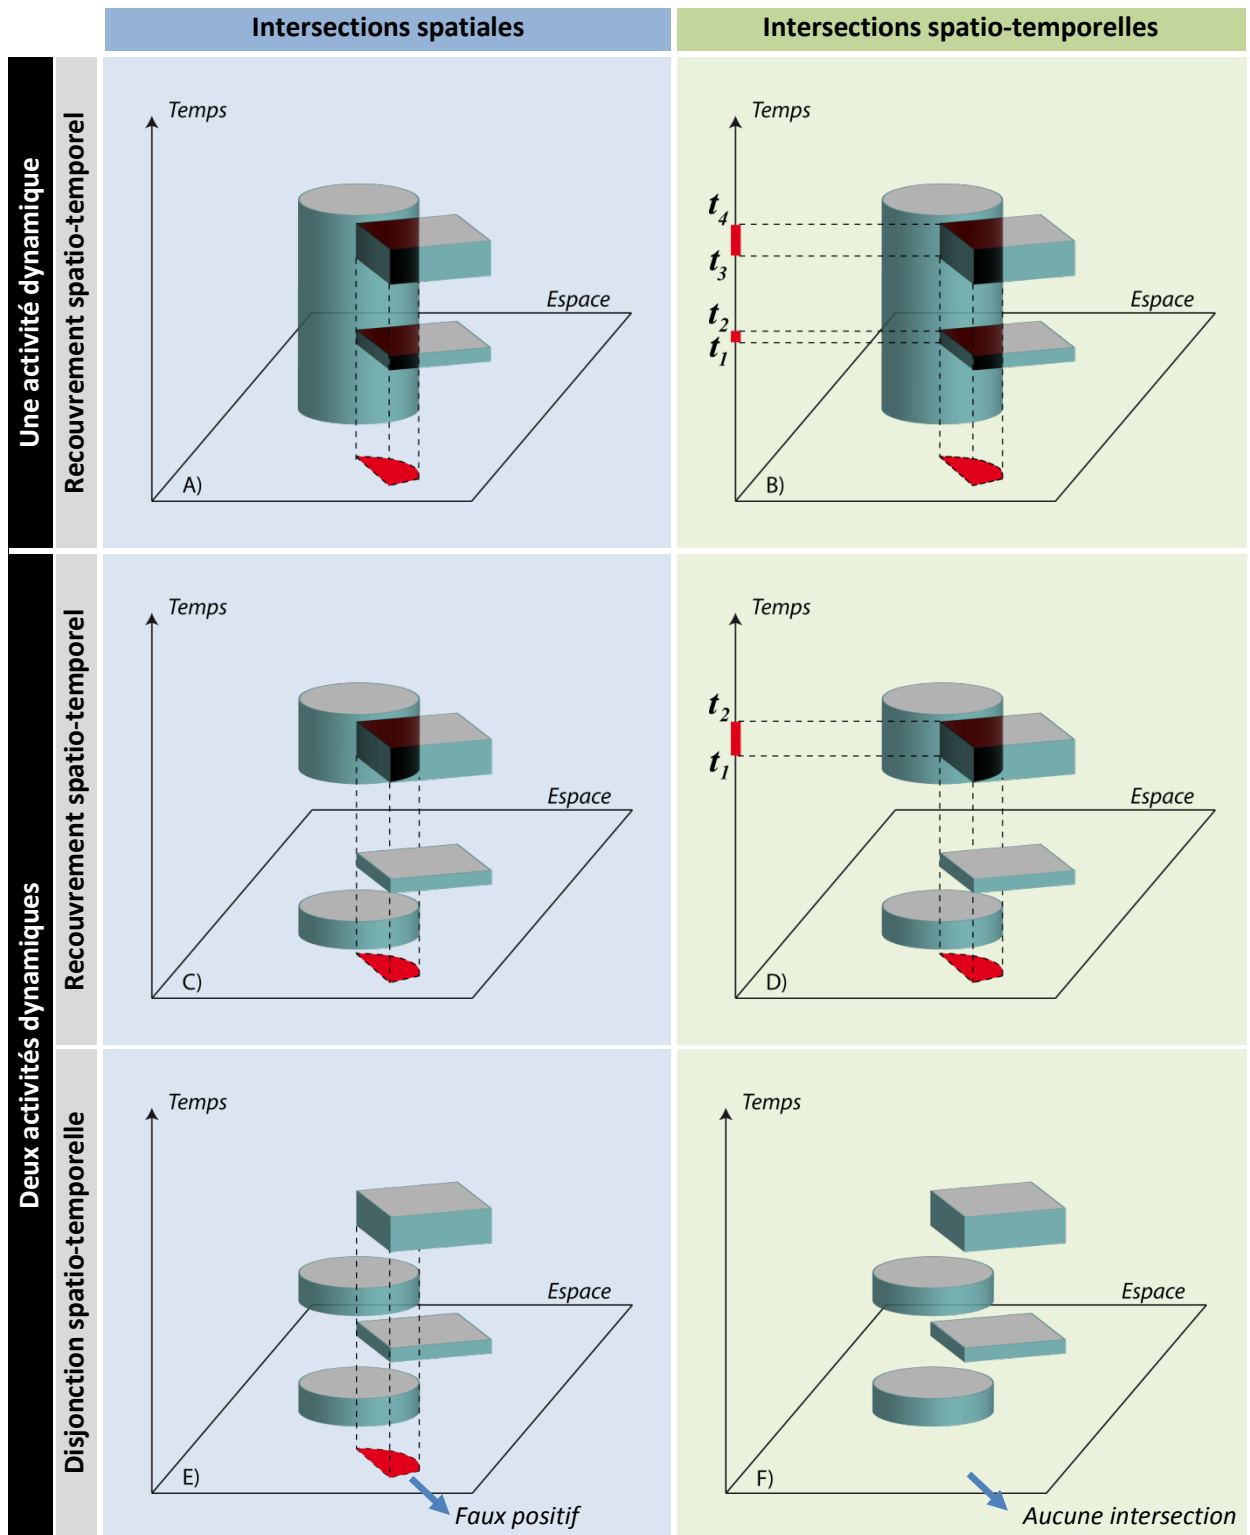 Intersections spatiales
Intersections spatio-temporelles
Une activité dynamique
Recouvrement spatio-temporel
Temps
Espace
A)
Temps
t4
t3
t2
t1
Espace
B)
Deux activités dynamiques
Recouvrement spatio-temporel
Temps
Espace
C)
Temps
t2
t1
Espace
D)
Disjonction spatio-temporelle
Temps
Espace
E)
Faux positif
Temps
Espace
F)
Aucune intersection